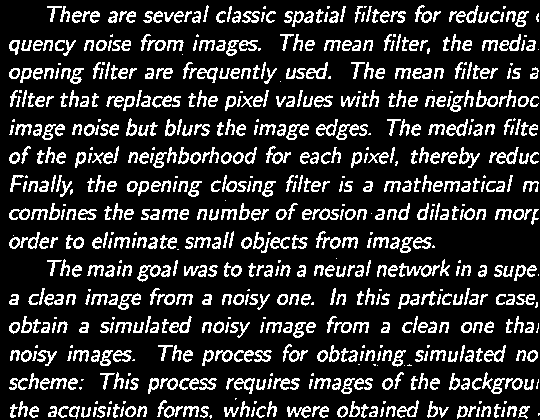 There are several classic spatial filters for reducing
quency noise from images. The mean filter, the media
opening filter are frequently used. The mean filter is a
filter that replaces the pixel values with the neighborhoo
image noise but blurs the image edges. The median filte
of the pixel neighborhood for each pixel, thereby reduc
Finally, the opening closing filter is a mathematical m
combines the same number of erosion and dilation morp
order to eliminate small objects from images.
The main goal was to train a neural network in a supe
a clean image from a noisy one. In this particular case,
obtain a simulated noisy image from a clean one tha
noisy images. The process for obtaining simulated no
scheme: This process requires images of the backgrou
the acquisition forms, which were obtained by printing